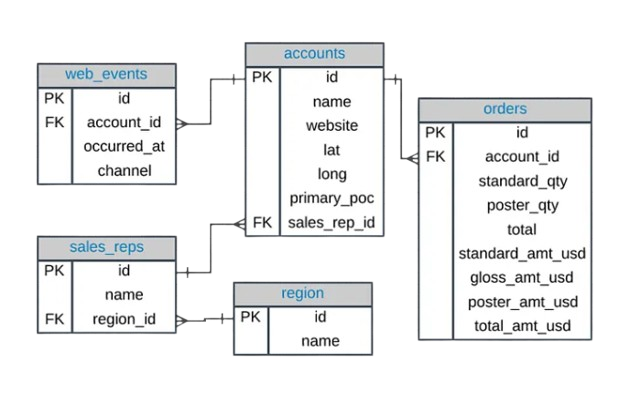 web_events
PK id
FK account_id
occurred_at
channel
accounts
PK id
name
website
lat
long
primary_poc
FK sales_rep_id
orders
PK id
FK account_id
standard_qty
poster_qty
total
standard_amt_usd
gloss_amt_usd
poster_amt_usd
total_amt_usd
sales_reps
PK id
name
FK region_id
region
PK id
name